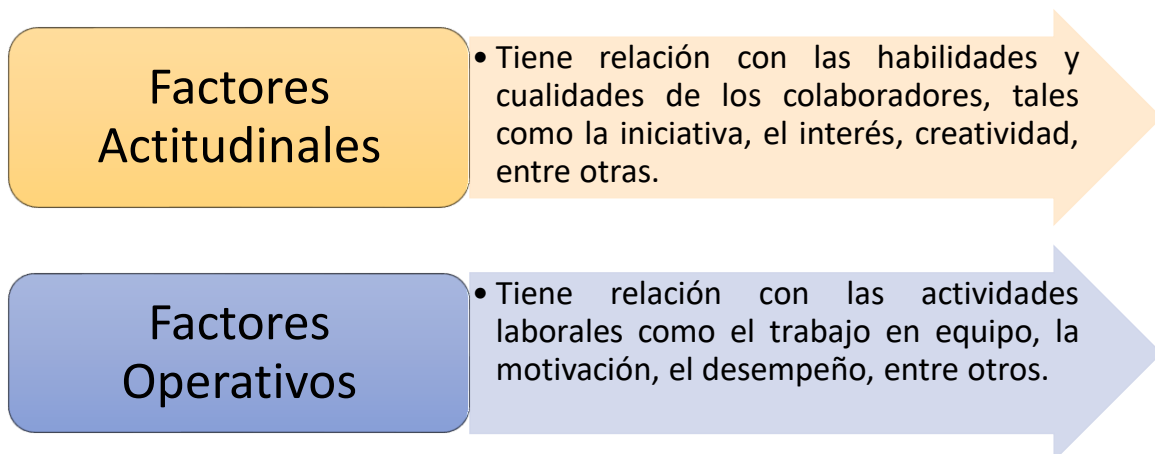 Factores
Actitudinales
• Tiene relación con las habilidades y
cualidades de los colaboradores, tales
como la iniciativa, el interés, creatividad,
entre otras.
Factores
Operativos
• Tiene relación con las actividades
laborales como el trabajo en equipo, la
motivación, el desempeño, entre otros.